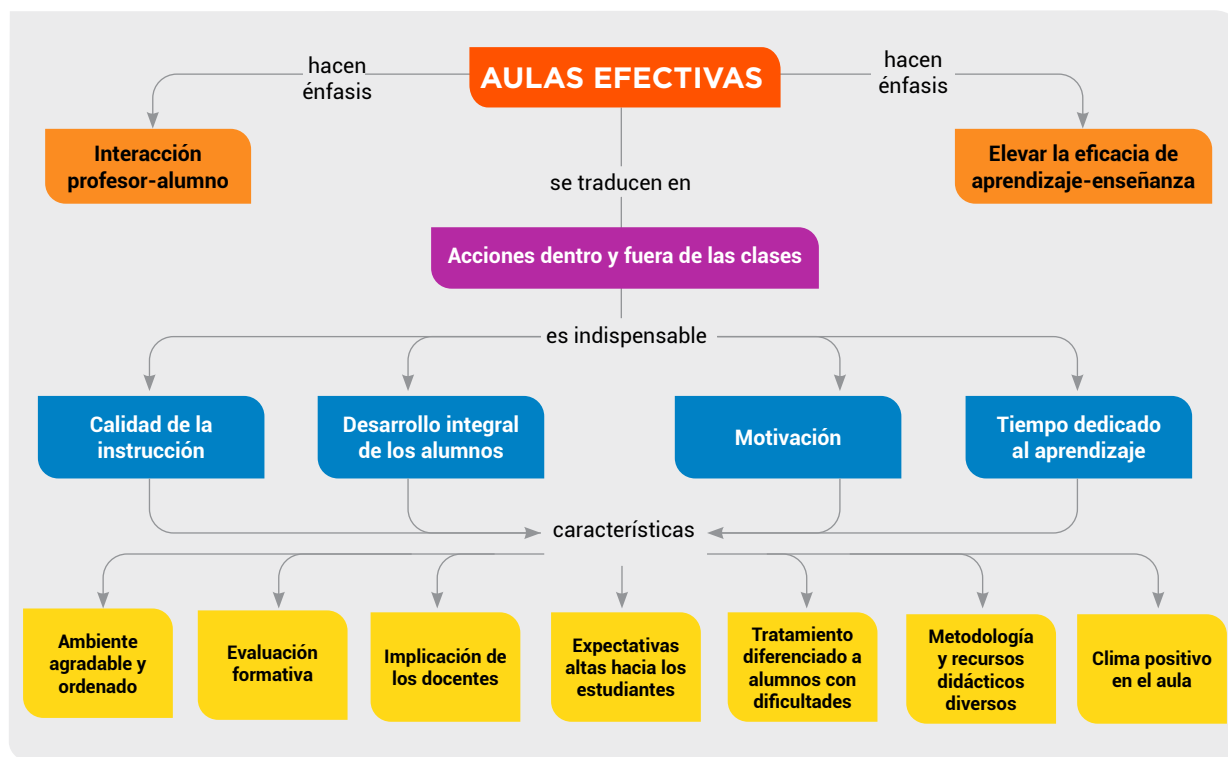 AULAS EFECTIVAS
hacen
énfasis
hacen
énfasis
Interacción
profesor-alumno
Elevar la eficacia de
aprendizaje-enseñanza
se traducen en
Acciones dentro y fuera de las clases
es indispensable
Calidad de la
instrucción
Desarrollo integral
de los alumnos
Motivación
Tiempo dedicado
al aprendizaje
características
Ambiente
agradable y
ordenado
Evaluación
formativa
Implicación de
los docentes
Expectativas
altas hacia los
estudiantes
Tratamiento
diferenciado a
alumnos con
dificultades
Metodología
y recursos
didácticos
diversos
Clima positivo
en el aula